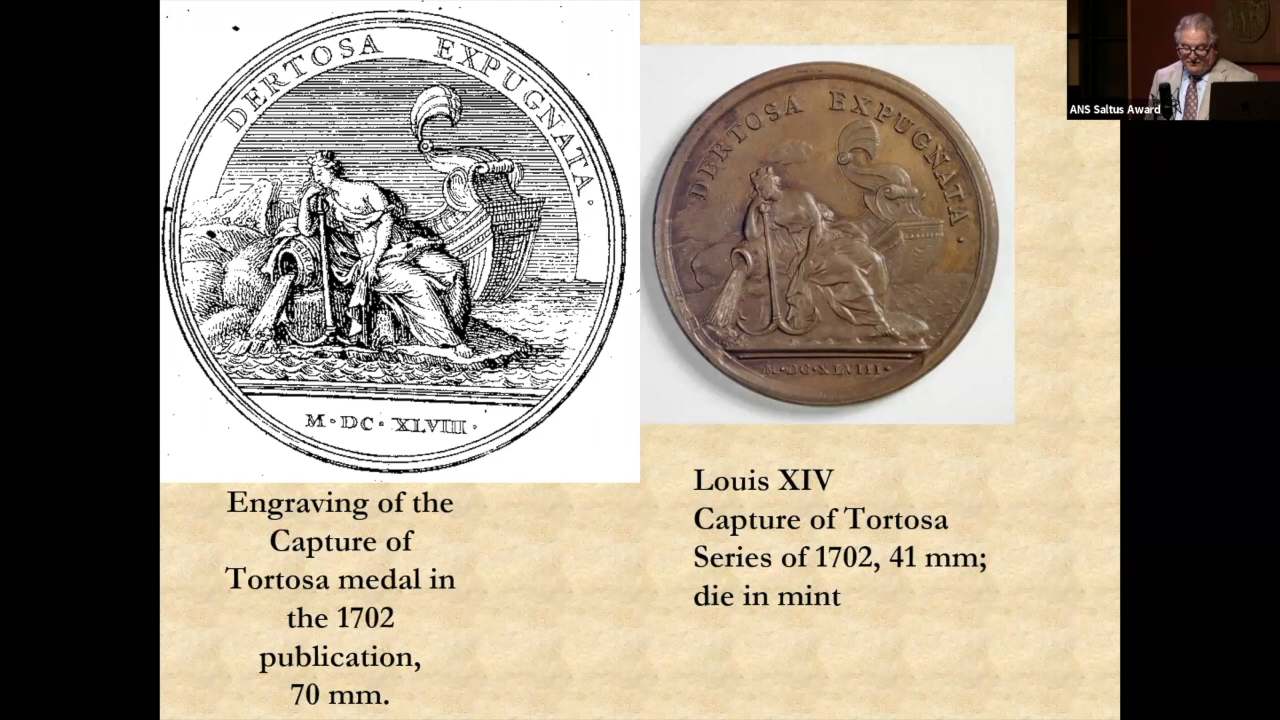 DERTOSA EXPUGNATA.
M·DC·XLVIII·
DERTOSA EXPUGNATA·
M·DC·XLVIII·
ANS Saltus Award
Engraving of the
Capture of
Tortosa medal in
the 1702
publication,
70 mm.
Louis XIV
Capture of Tortosa
Series of 1702, 41 mm;
die in mint